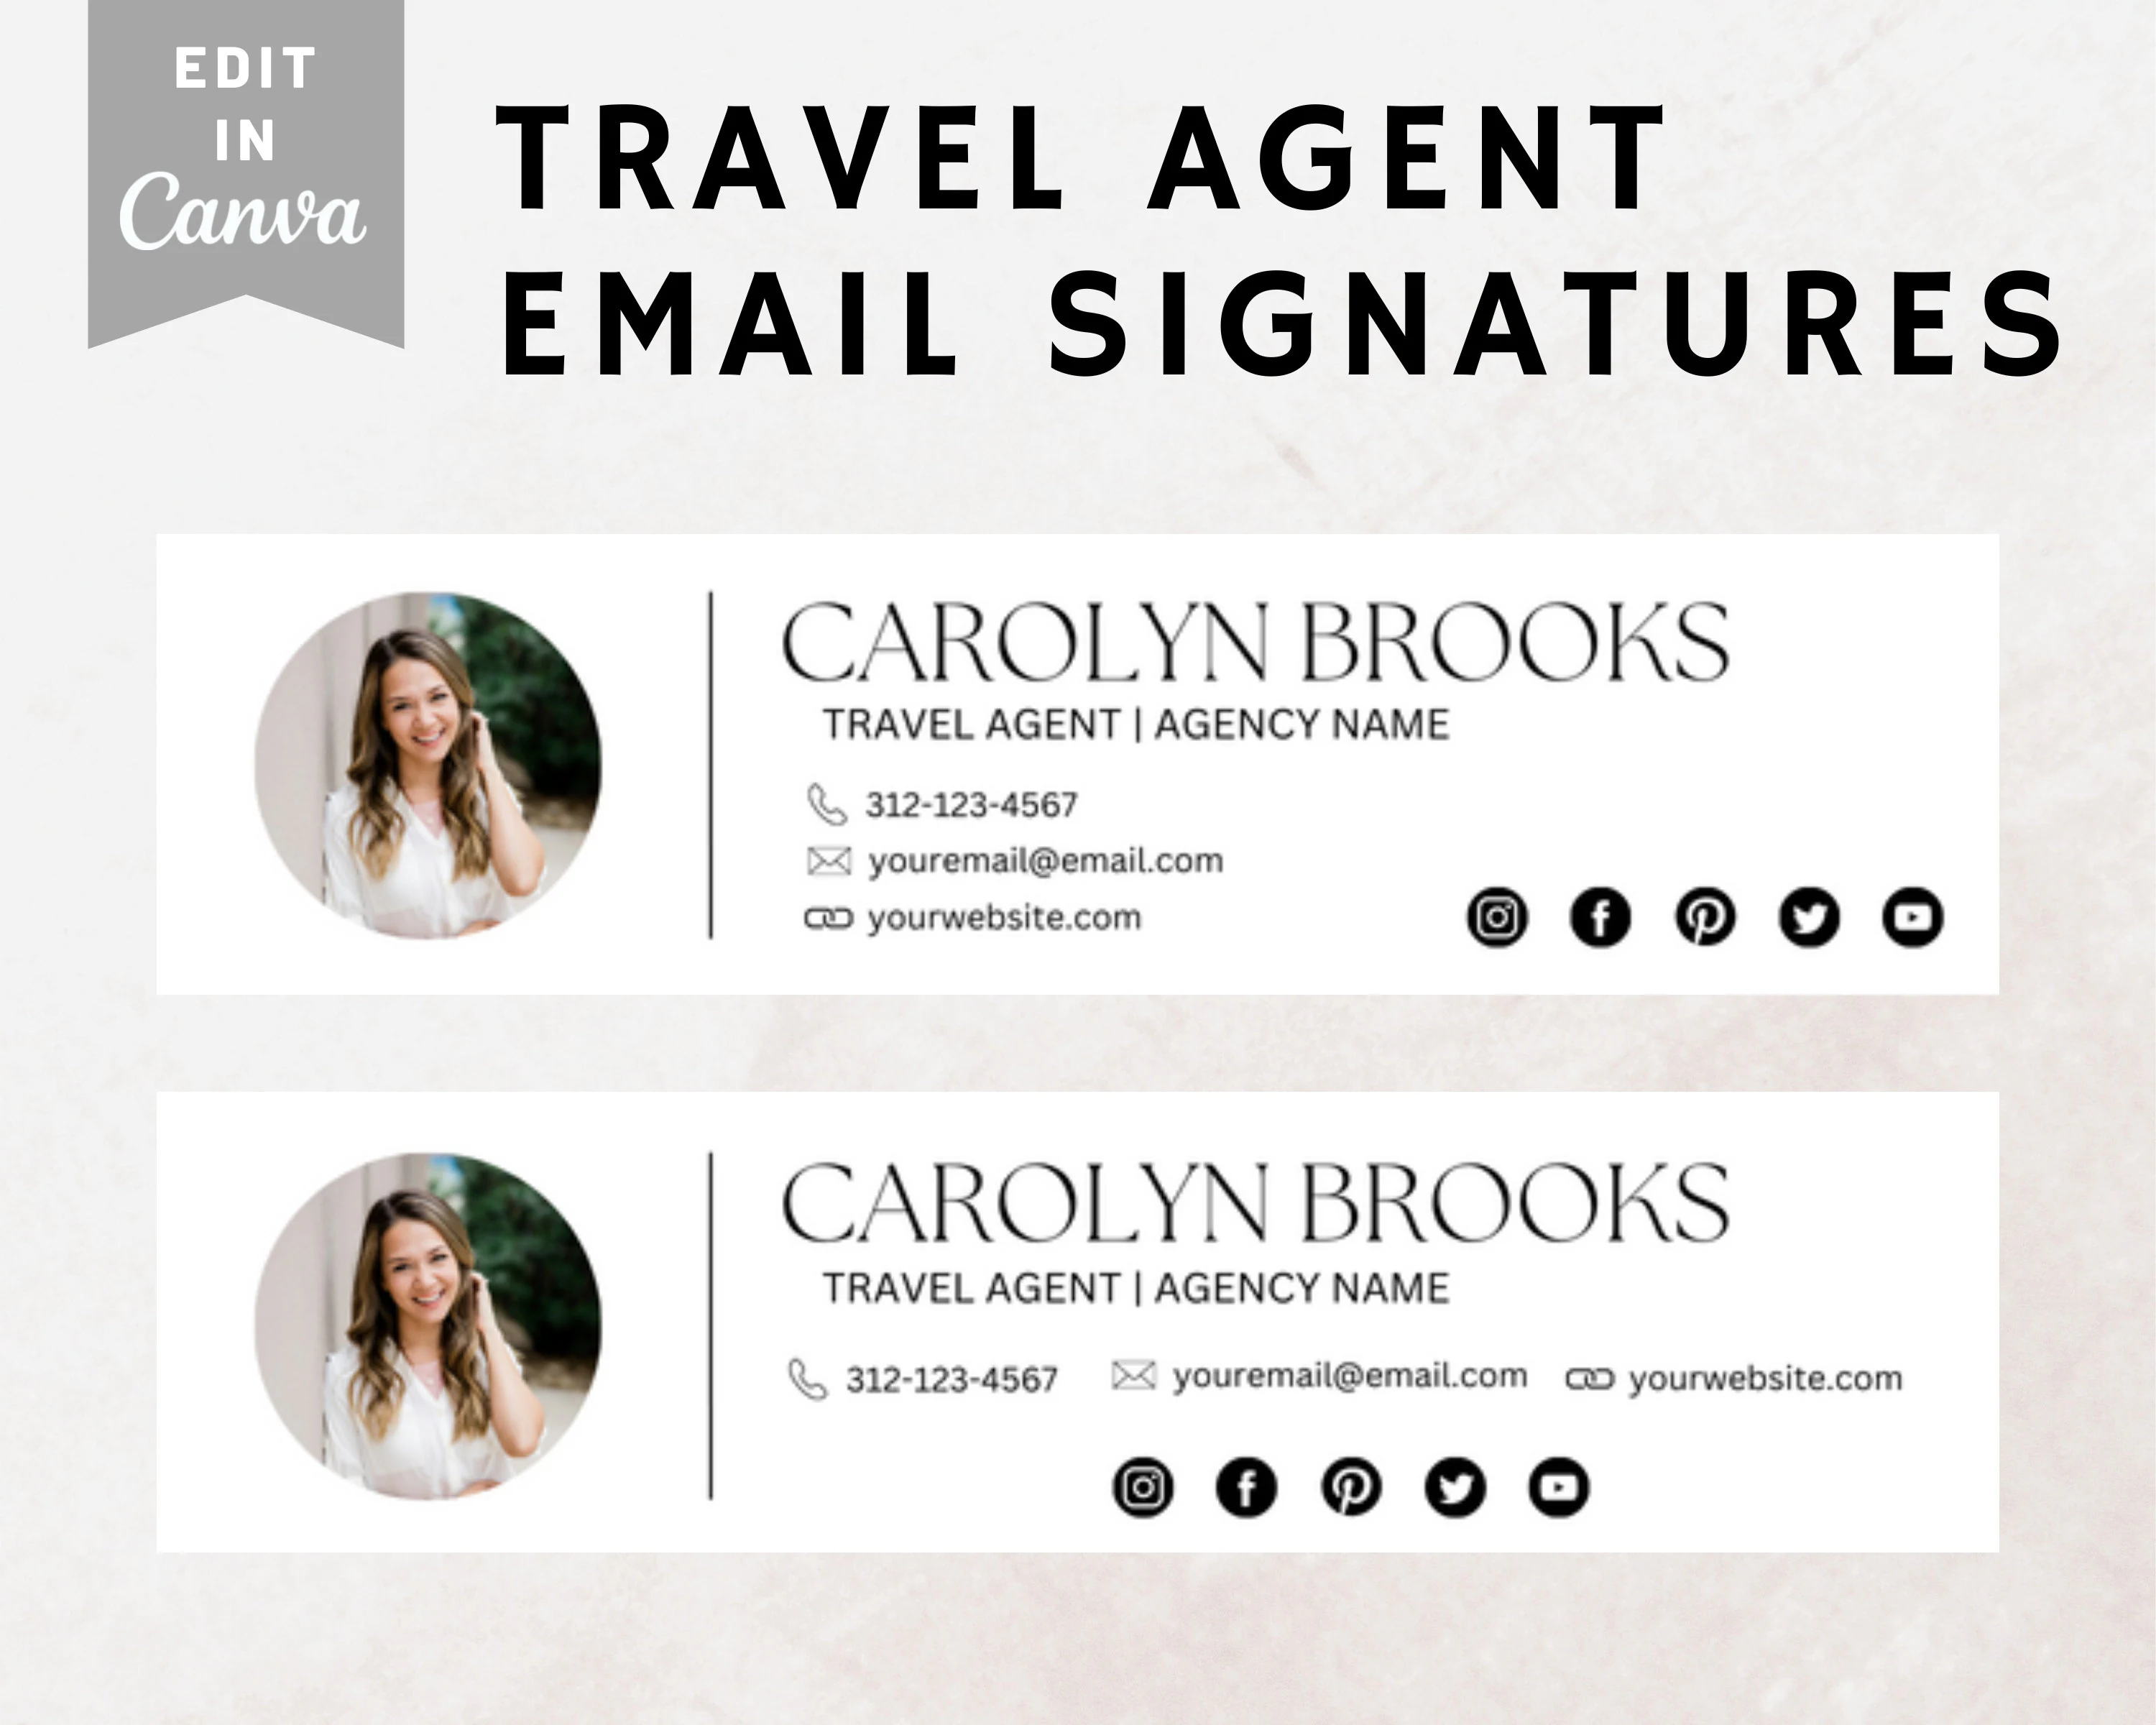 EDIT
IN
Canva
TRAVEL AGENT
EMAIL SIGNATURES
CAROLYN BROOKS
TRAVEL AGENT | AGENCY NAME
312-123-4567
youremail@email.com
yourwebsite.com
CAROLYN BROOKS
TRAVEL AGENT | AGENCY NAME
312-123-4567 youremail@email.com yourwebsite.com